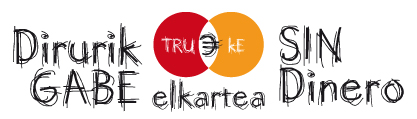 Dirurik GABE
TRU€kE
elkartea
SIN Dinero